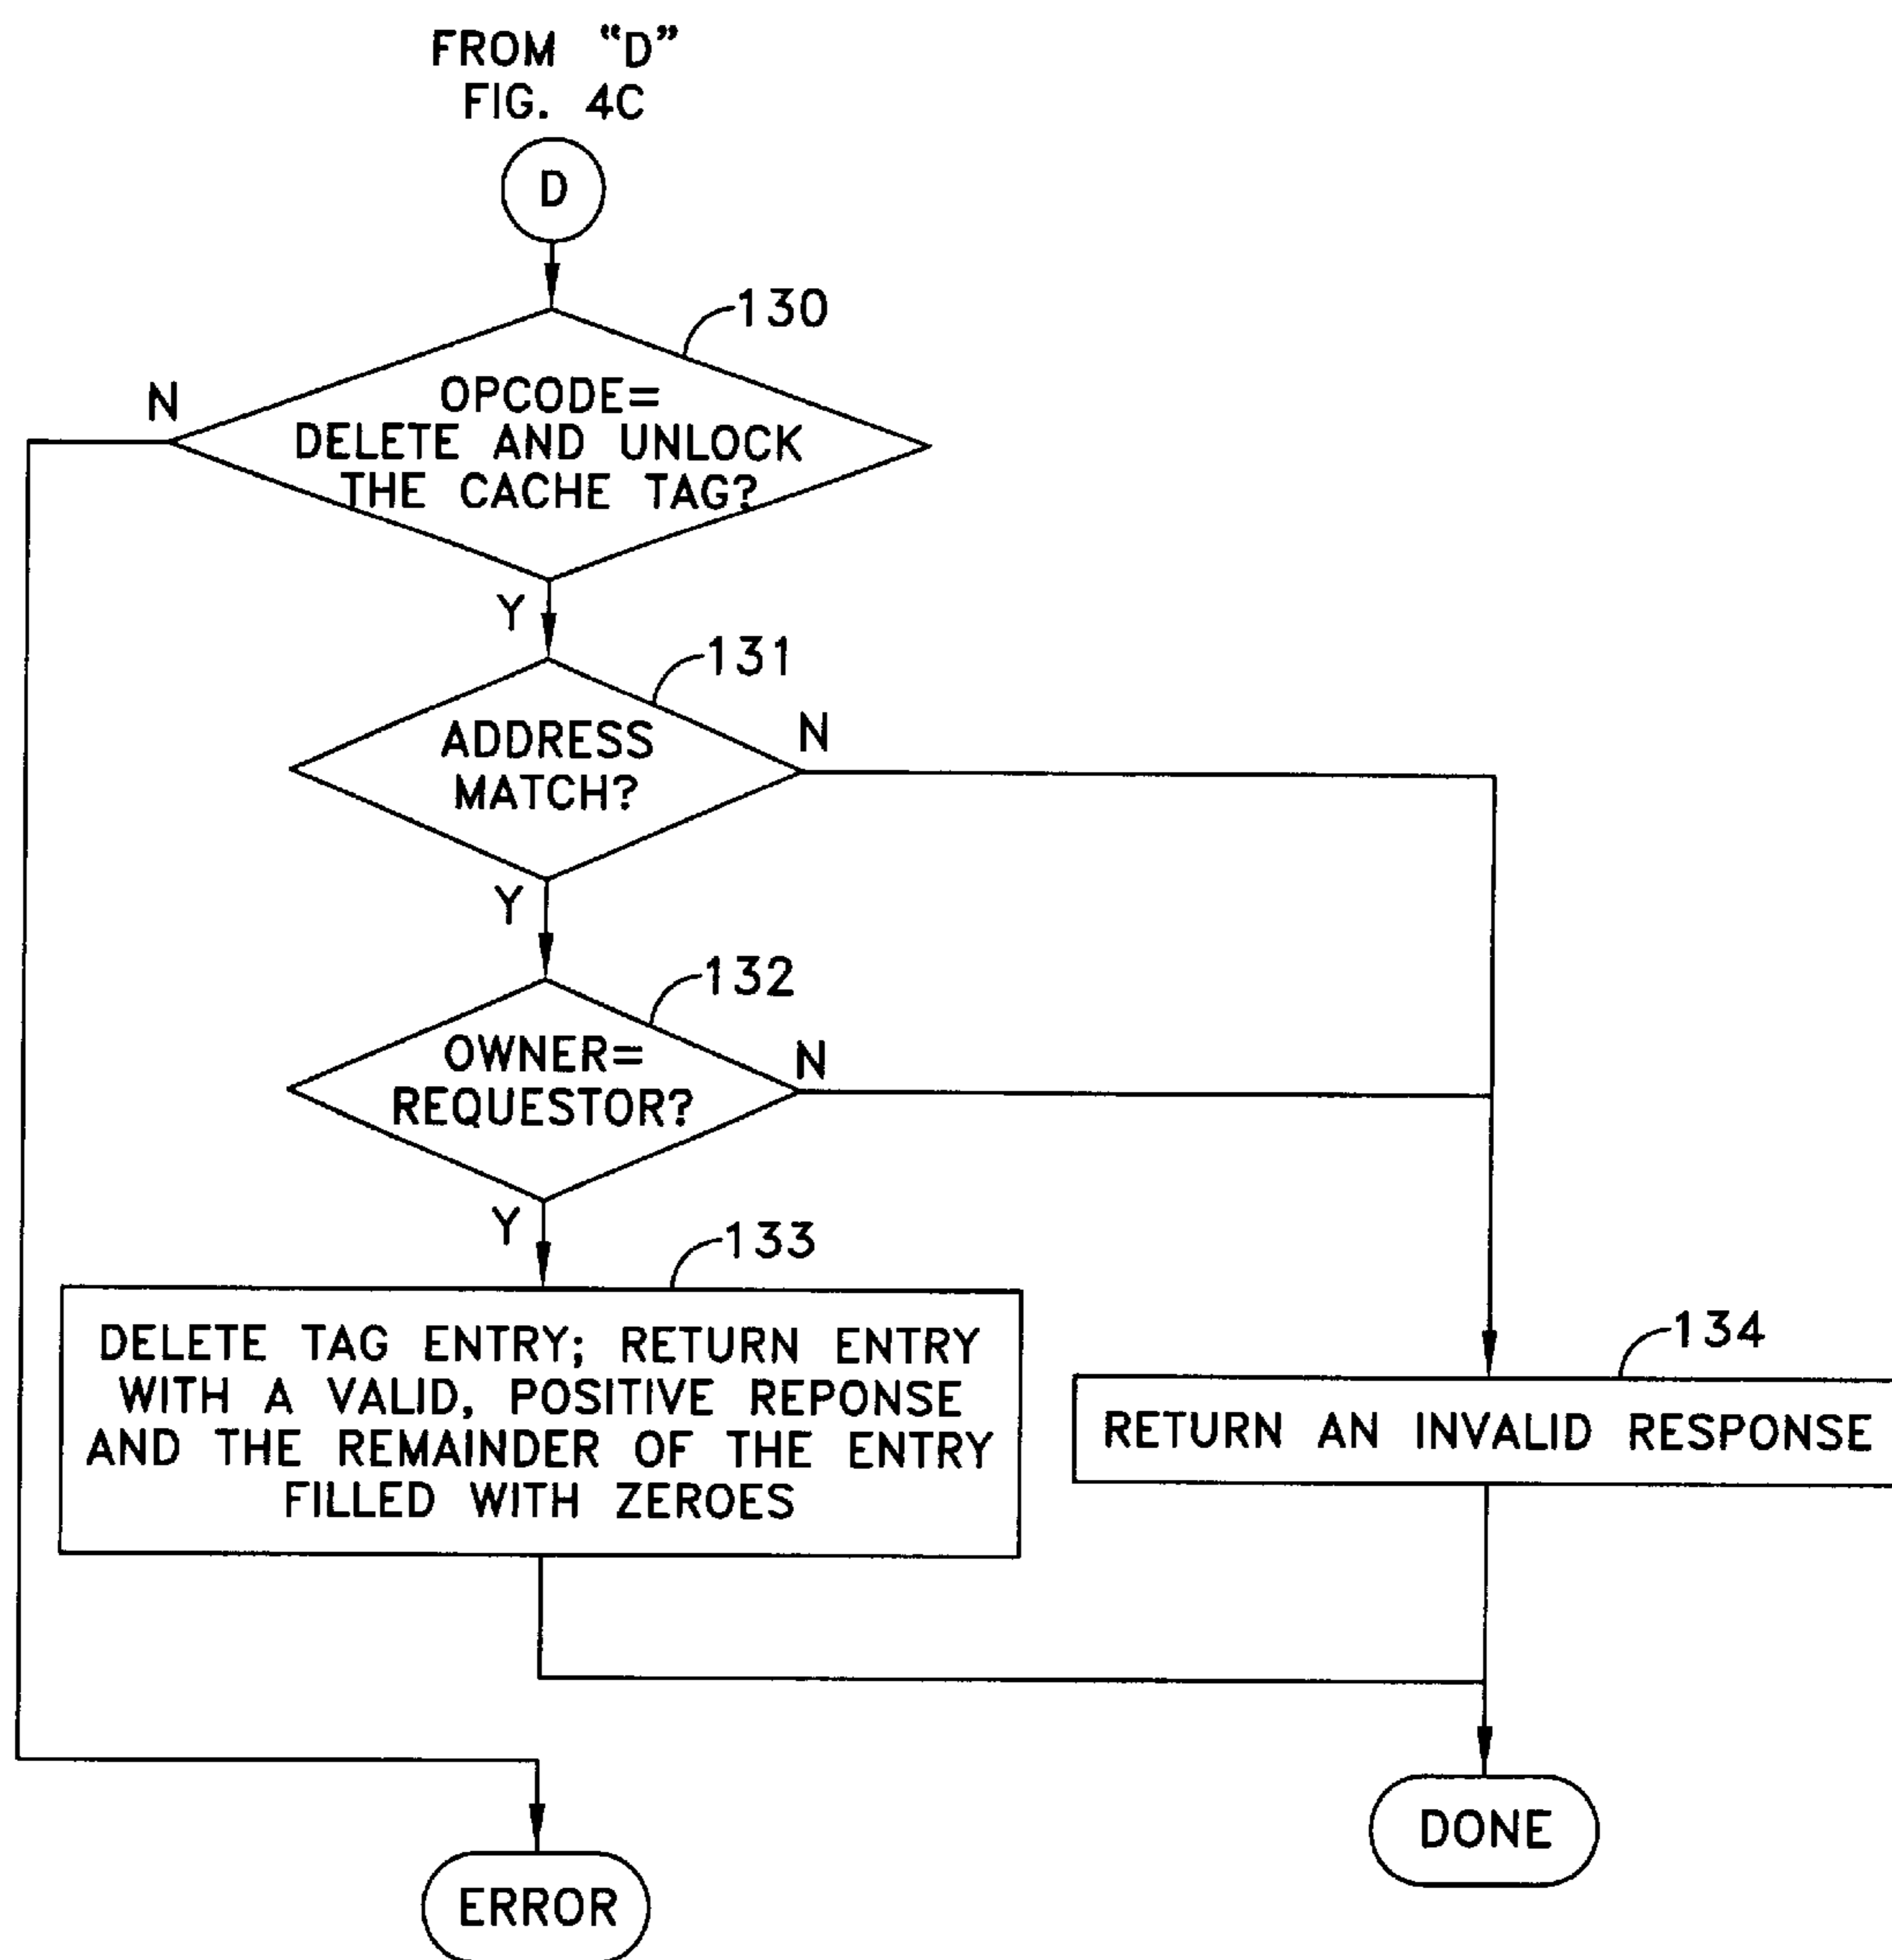 FROM “D”
FIG. 4C
D
130
OPCODE=
DELETE AND UNLOCK
THE CACHE TAG?
N
Y
131
ADDRESS
MATCH?
N
Y
132
OWNER=
REQUESTOR?
N
Y
133
DELETE TAG ENTRY; RETURN ENTRY
WITH A VALID, POSITIVE REPONSE
AND THE REMAINDER OF THE ENTRY
FILLED WITH ZEROES
134
RETURN AN INVALID RESPONSE
DONE
ERROR